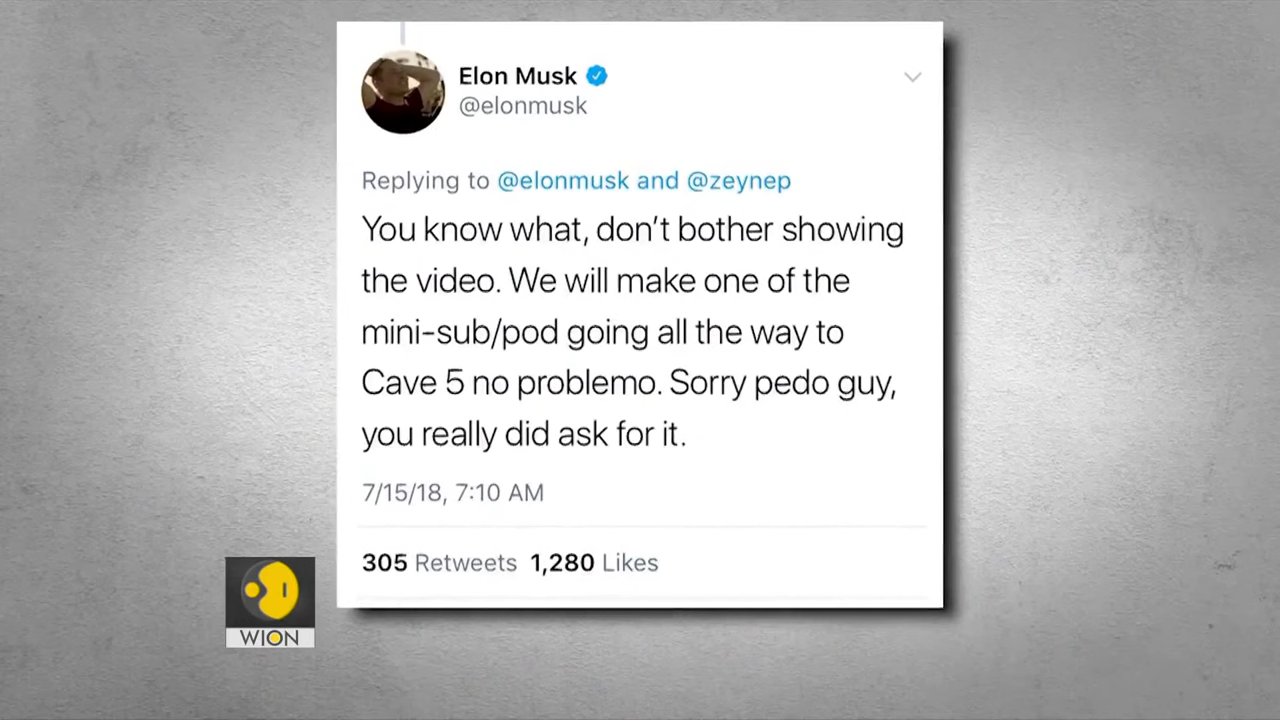 Elon Musk
@elonmusk
Replying to @elonmusk and @zeynep
You know what, don't bother showing
the video. We will make one of the
mini-sub/pod going all the way to
Cave 5 no problemo. Sorry pedo guy,
you really did ask for it.
7/15/18, 7:10 AM
305 Retweets 1,280 Likes
WION